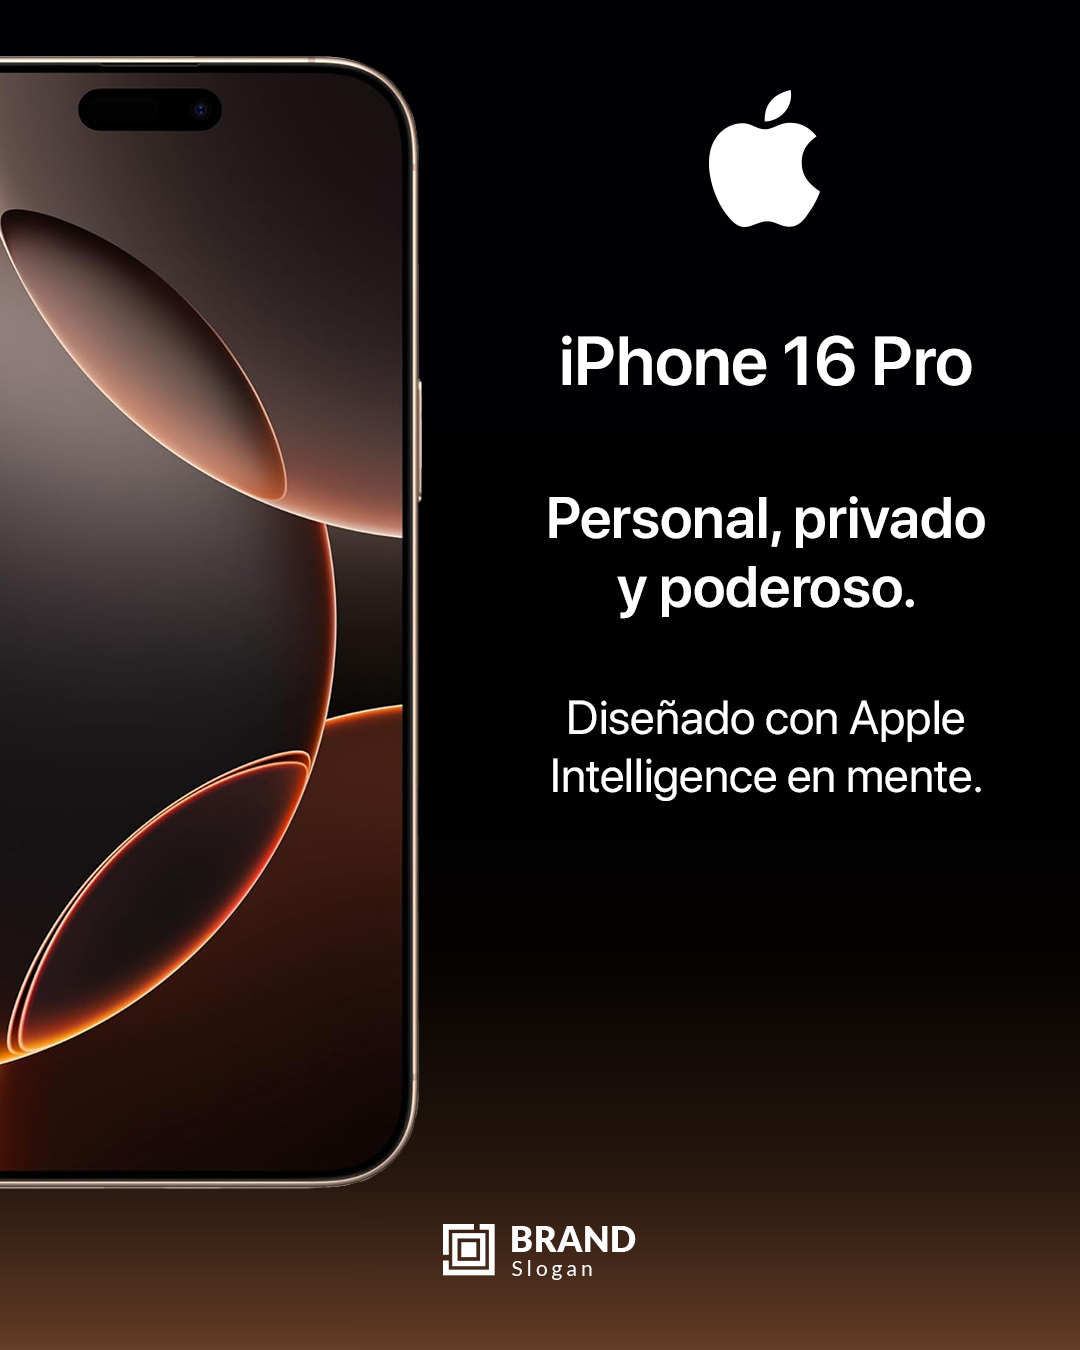 iPhone 16 Pro
Personal, privado
y poderoso.
Diseñado con Apple
Intelligence en mente.
BRAND
Slogan